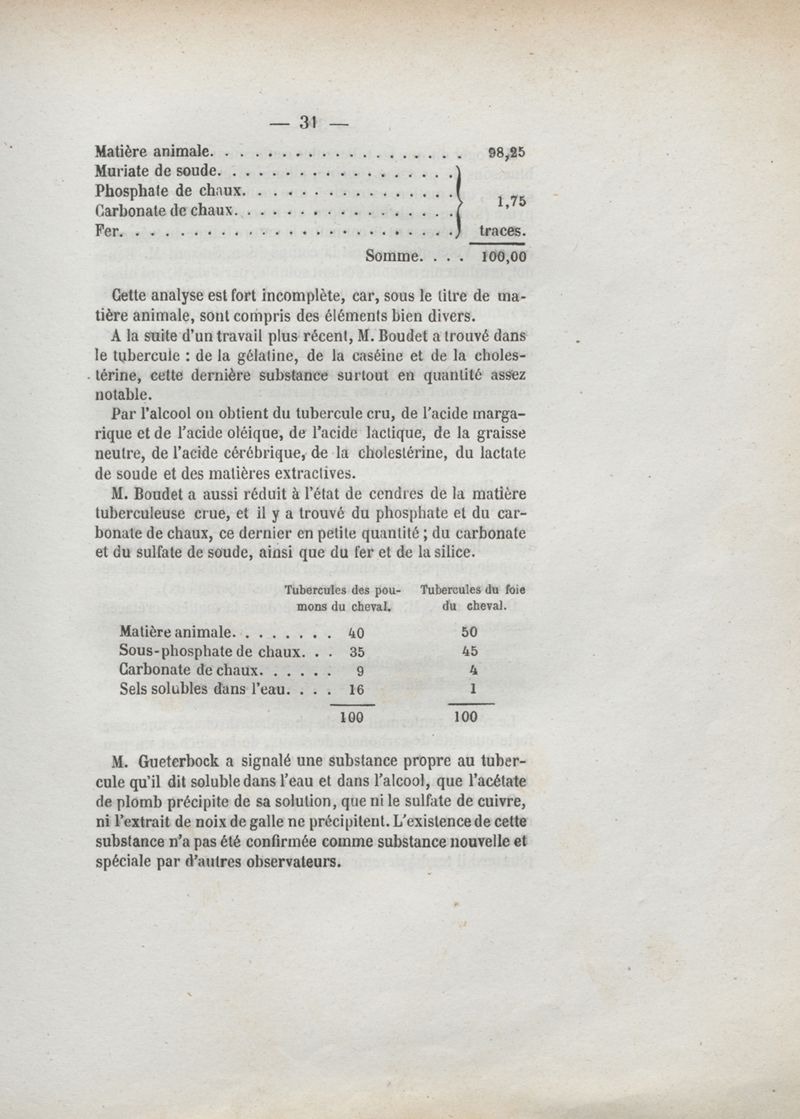 — 31 —
Matière animale. . . . . . . . . . . . . . . . . . 98,25
Muriate de soude. . . . . . . . . . . . . . . . . .
Phosphate de chaux. . . . . . . . . . . . . . . .
1,75
Carbonate de chaux. . . . . . . . . . . . . . . . .
Fer. . . . . . . . . . . . . . . . . . . . . . . . . traces.
Somme. . . . 100,00
Cette analyse est fort incomplète, car, sous le titre de ma-
tière animale, sont compris des éléments bien divers.
A la suite d'un travail plus récent, M. Boudet a trouvé dans
le tubercule : de la gélatine, de la caséine et de la choles-
térine, cette dernière substance surtout en quantité assez
notable.
Par l'alcool on obtient du tubercule cru, de l'acide marga-
rique et de l'acide oléique, de l'acide lactique, de la graisse
neutre, de l'acide cérébrique, de la cholestérine, du lactate
de soude et des matières extractives.
M. Boudet a aussi réduit à l'état de cendres de la matière
tuberculeuse crue, et il y a trouvé du phosphate et du car-
bonate de chaux, ce dernier en petite quantité ; du carbonate
et du sulfate de soude, ainsi que du fer et de la silice.
Tubercules des pou- Tubercules du foie
mons du cheval. du cheval.
Matière animale. . . . . . . . 40 50
Sous-phosphate de chaux. . . 35 45
Carbonate de chaux. . . . . . 9 4
Sels solubles dans l'eau. . . . 16 1
100 100
M. Gueterbock a signalé une substance propre au tuber-
cule qu'il dit soluble dans l'eau et dans l'alcool, que l'acétate
de plomb précipite de sa solution, que ni le sulfate de cuivre,
ni l'extrait de noix de galle ne précipitent. L'existence de cette
substance n'a pas été confirmée comme substance nouvelle et
spéciale par d'autres observateurs.